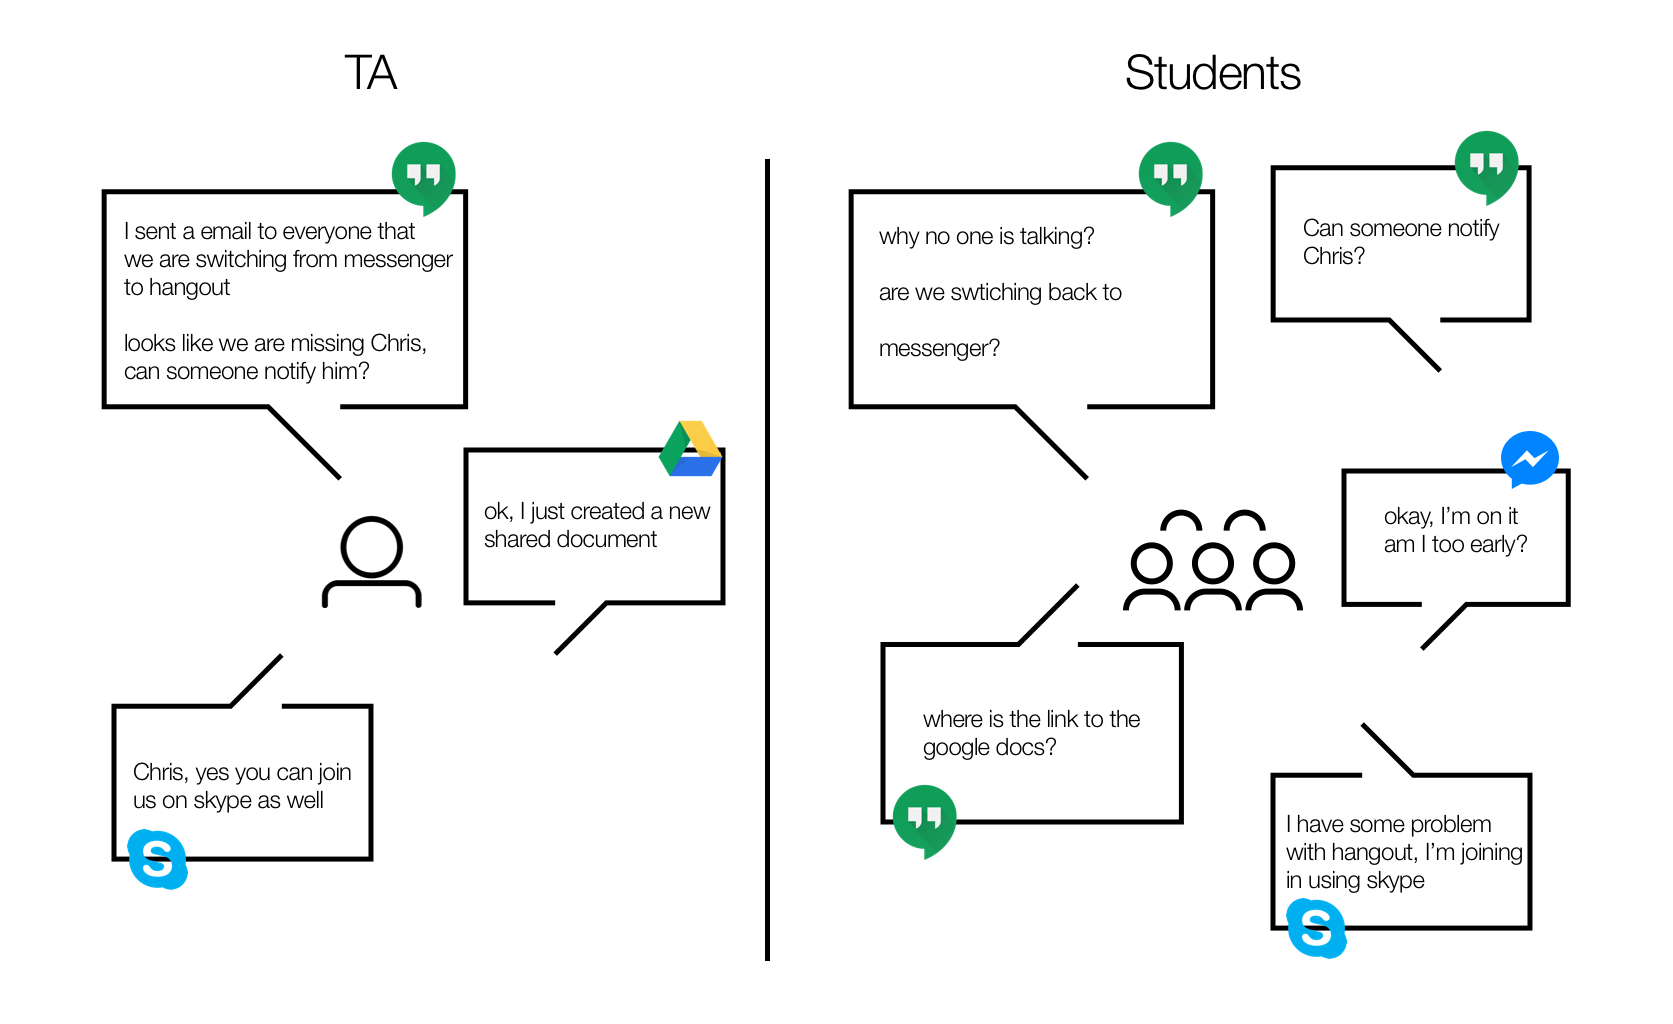 TA
I sent a email to everyone that
we are switching from messenger
to hangout
looks like we are missing Chris,
can someone notify him?
ok, I just created a new
shared document
Chris, yes you can join
us on skype as well
Students
why no one is talking?
are we swtiching back to
messenger?
Can someone notify
Chris?
okay, I'm on it
am I too early?
where is the link to the
google docs?
I have some problem
with hangout, I'm joining
in using skype